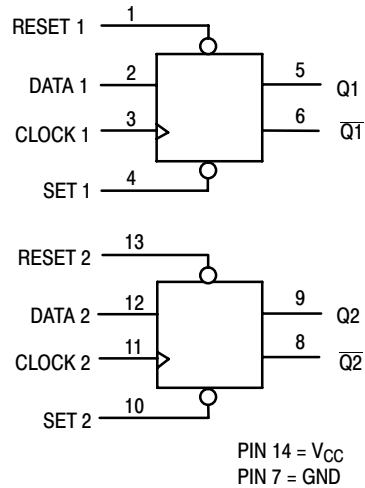 RESET 1 1
DATA 1 2 5 Q1
CLOCK 1 3 6 Q1̅
SET 1 4
RESET 2 13
DATA 2 12 9 Q2
CLOCK 2 11 8 Q2̅
SET 2 10
PIN 14 = VCC
PIN 7 = GND